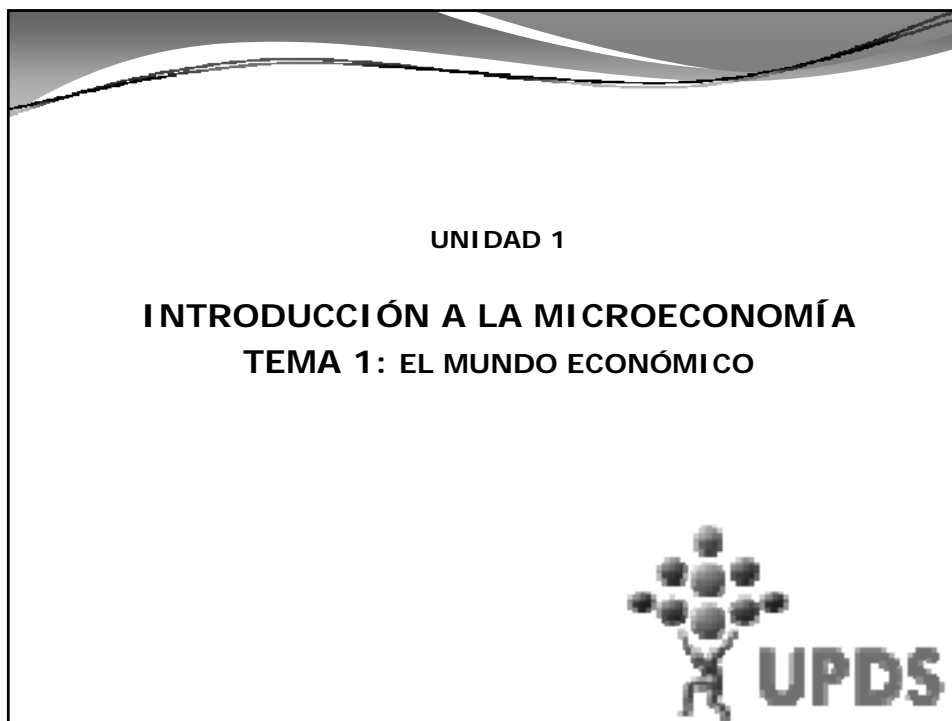 UNIDAD 1
INTRODUCCIÓN A LA MICROECONOMÍA
TEMA 1: EL MUNDO ECONÓMICO
UPDS